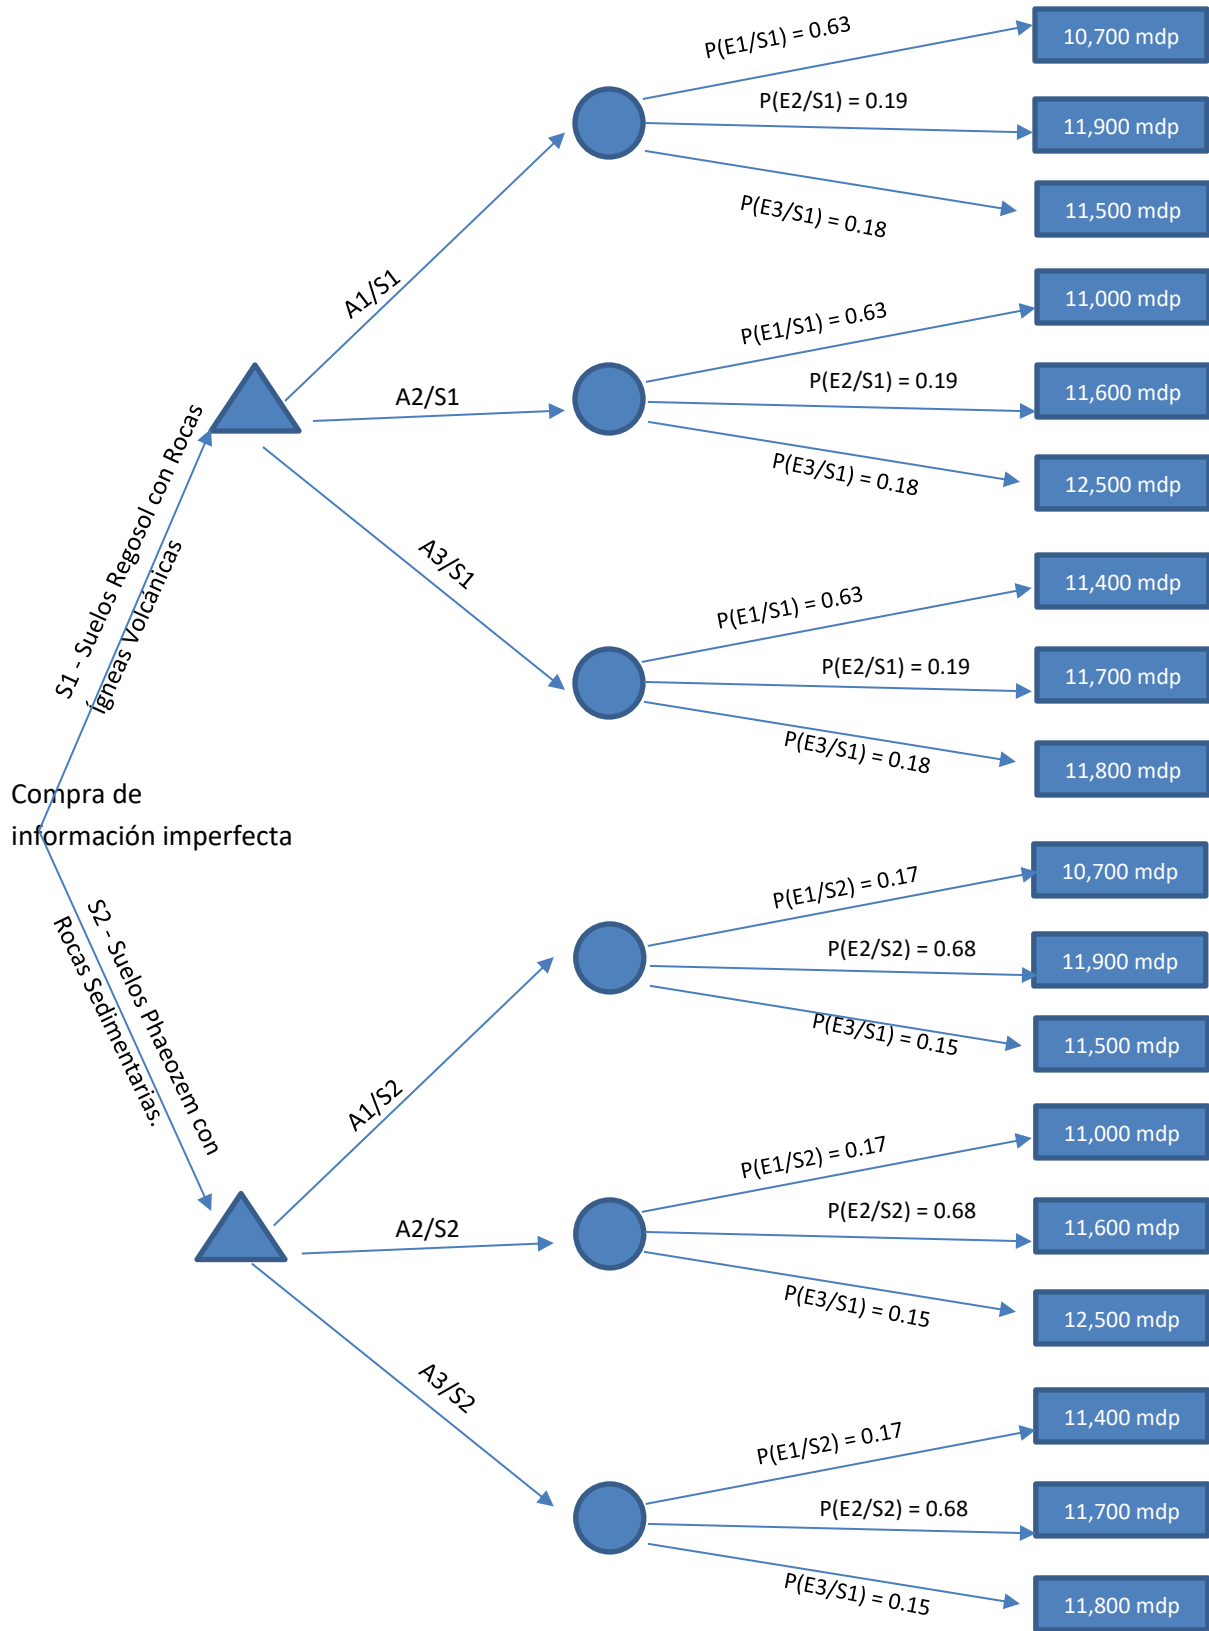 P(E1/S1) = 0.63
10,700 mdp
P(E2/S1) = 0.19
11,900 mdp
P(E3/S1) = 0.18
11,500 mdp
A1/S1
P(E1/S1) = 0.63
11,000 mdp
A2/S1
P(E2/S1) = 0.19
11,600 mdp
P(E3/S1) = 0.18
12,500 mdp
S1 - Suelos Regosol con Rocas
Ígneas Volcánicas
A3/S1
P(E1/S1) = 0.63
11,400 mdp
P(E2/S1) = 0.19
11,700 mdp
P(E3/S1) = 0.18
11,800 mdp
Compra de
información imperfecta
S2 - Suelos Phaeozem con
Rocas Sedimentarias.
P(E1/S2) = 0.17
10,700 mdp
P(E2/S2) = 0.68
11,900 mdp
P(E3/S1) = 0.15
11,500 mdp
A1/S2
P(E1/S2) = 0.17
11,000 mdp
A2/S2
P(E2/S2) = 0.68
11,600 mdp
P(E3/S1) = 0.15
12,500 mdp
A3/S2
P(E1/S2) = 0.17
11,400 mdp
P(E2/S2) = 0.68
11,700 mdp
P(E3/S1) = 0.15
11,800 mdp